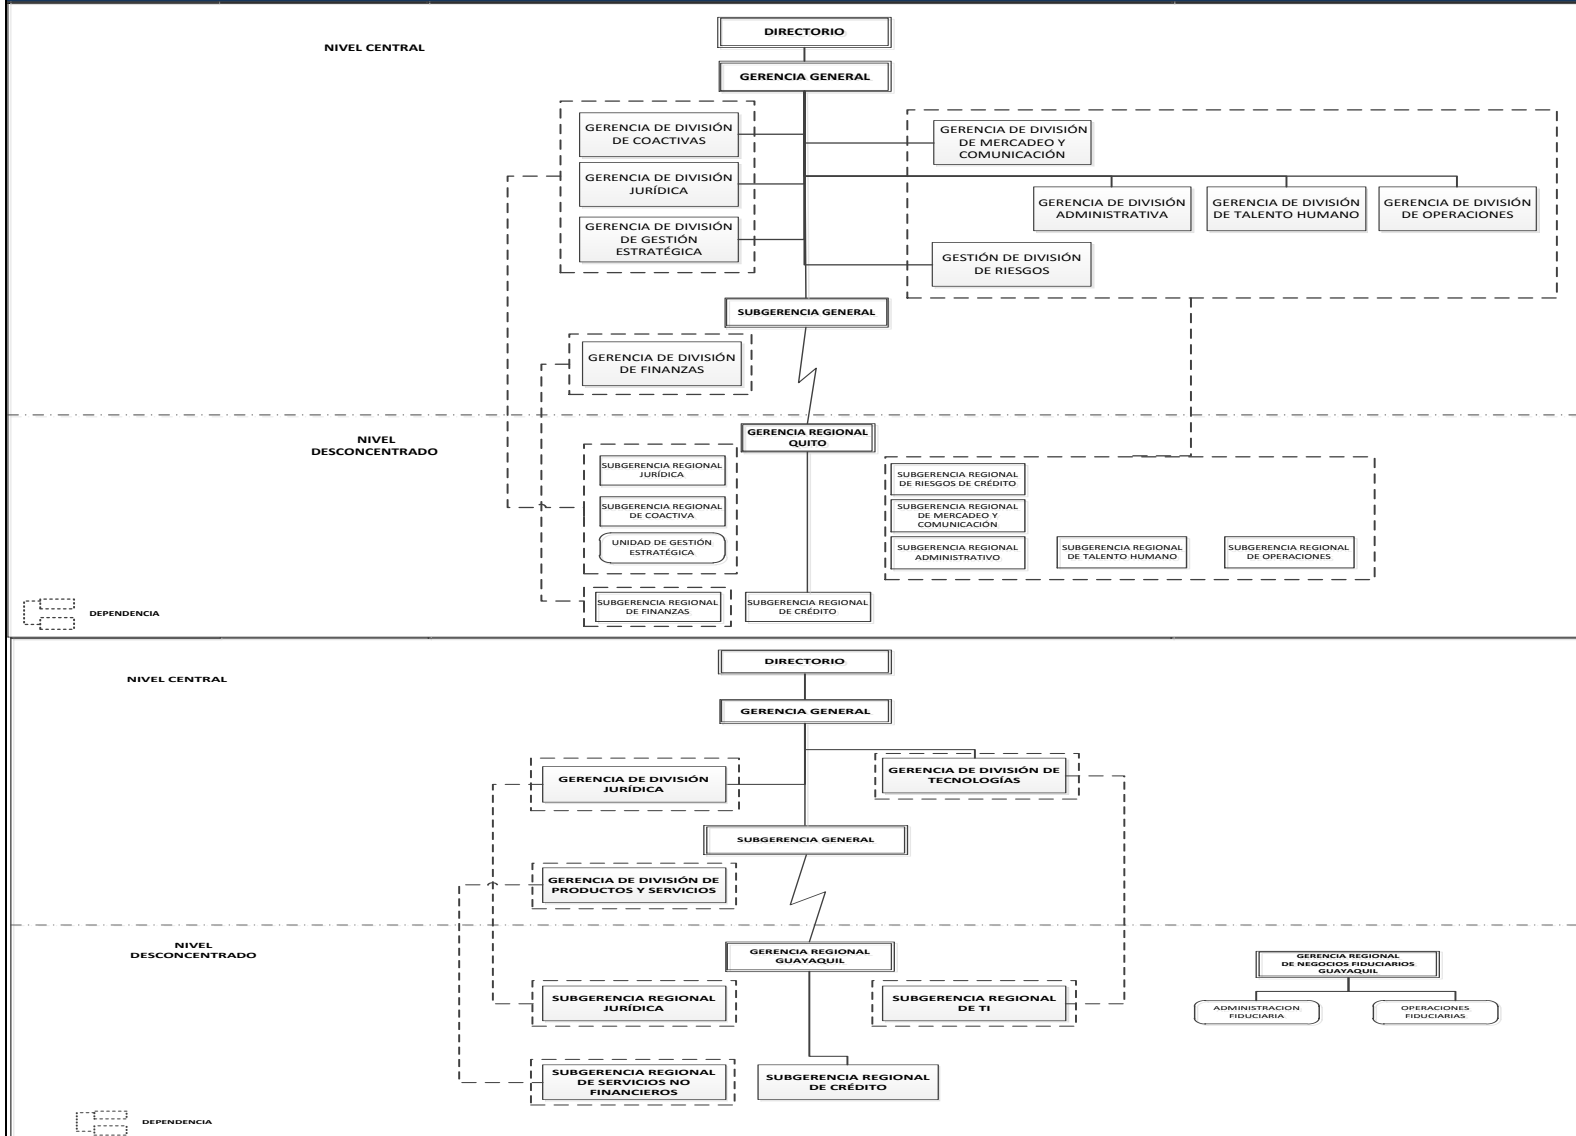 DIRECTORIO
NIVEL CENTRAL
GERENCIA GENERAL
GERENCIA DE DIVISIÓN
DE COACTIVAS
GERENCIA DE DIVISIÓN
DE MERCADEO Y
COMUNICACIÓN
GERENCIA DE DIVISIÓN
JURÍDICA
GERENCIA DE DIVISIÓN
ADMINISTRATIVA
GERENCIA DE DIVISIÓN
DE TALENTO HUMANO
GERENCIA DE DIVISIÓN
DE OPERACIONES
GERENCIA DE DIVISIÓN
DE GESTIÓN
ESTRATÉGICA
GESTIÓN DE DIVISIÓN
DE RIESGOS
SUBGERENCIA GENERAL
GERENCIA DE DIVISIÓN
DE FINANZAS
NIVEL
DESCONCENTRADO
GERENCIA REGIONAL
QUITO
SUBGERENCIA REGIONAL
JURÍDICA
SUBGERENCIA REGIONAL
DE RIESGOS DE CRÉDITO
SUBGERENCIA REGIONAL
DE COACTIVA
SUBGERENCIA REGIONAL
DE MERCADEO Y
COMUNICACIÓN
UNIDAD DE GESTIÓN
ESTRATÉGICA
SUBGERENCIA REGIONAL
ADMINISTRATIVO
SUBGERENCIA REGIONAL
DE TALENTO HUMANO
SUBGERENCIA REGIONAL
DE OPERACIONES
DEPENDENCIA
SUBGERENCIA REGIONAL
DE FINANZAS
SUBGERENCIA REGIONAL
DE CRÉDITO
DIRECTORIO
NIVEL CENTRAL
GERENCIA GENERAL
GERENCIA DE DIVISIÓN
JURÍDICA
GERENCIA DE DIVISIÓN DE
TECNOLOGÍAS
SUBGERENCIA GENERAL
GERENCIA DE DIVISIÓN DE
PRODUCTOS Y SERVICIOS
NIVEL
DESCONCENTRADO
GERENCIA REGIONAL
GUAYAQUIL
GERENCIA REGIONAL
DE NEGOCIOS FIDUCIARIOS
GUAYAQUIL
SUBGERENCIA REGIONAL
JURÍDICA
SUBGERENCIA REGIONAL
DE TI
ADMINISTRACION
FIDUCIARIA
OPERACIONES
FIDUCIARIAS
SUBGERENCIA REGIONAL
DE SERVICIOS NO
FINANCIEROS
SUBGERENCIA REGIONAL
DE CRÉDITO
DEPENDENCIA